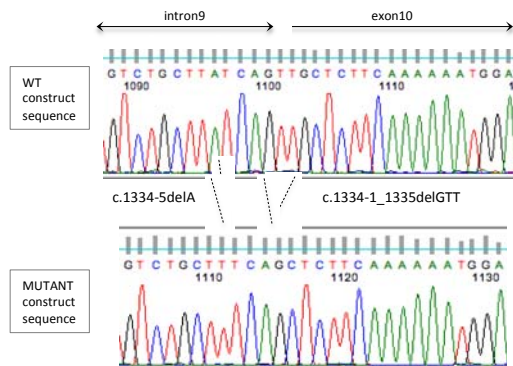 intron9 exon10
WT
construct
sequence
G T C T G C T T A T C A G T T G C T C T T C A A A A A A T G G A
1090 1100 1110
c.1334-5delA c.1334-1_1335delGTT
MUTANT
construct
sequence
G T C T G C T T T C A G C T C T T C A A A A A A T G G A
1110 1120 1130